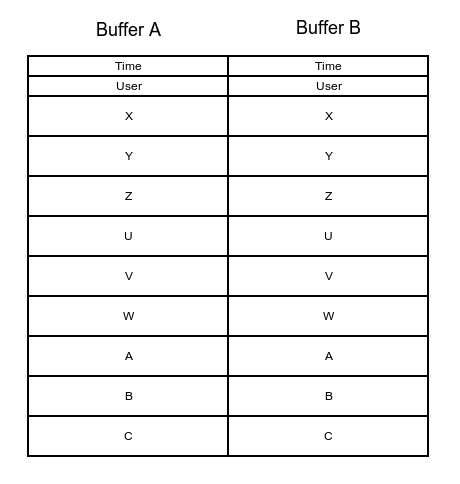 Buffer A Buffer B
Time Time
User User
X X
Y Y
Z Z
U U
V V
W W
A A
B B
C C